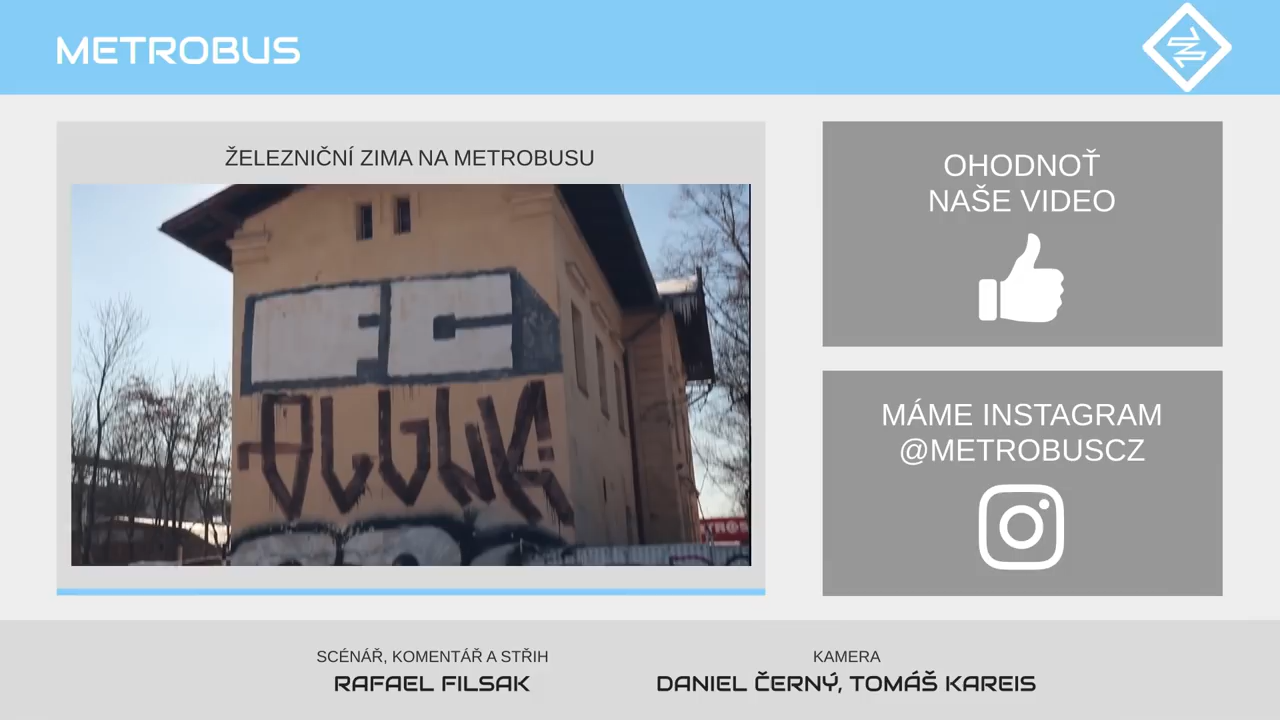 METROBUS
ŽELEZNIČNÍ ZIMA NA METROBUSU
FC
OHODNOŤ
NAŠE VIDEO
MÁME INSTAGRAM
@METROBUSCZ
SCÉNÁŘ, KOMENTÁŘ A STŘIH
RAFAEL FILSAK
KAMERA
DANIEL ČERNÝ, TOMÁŠ KAREIS